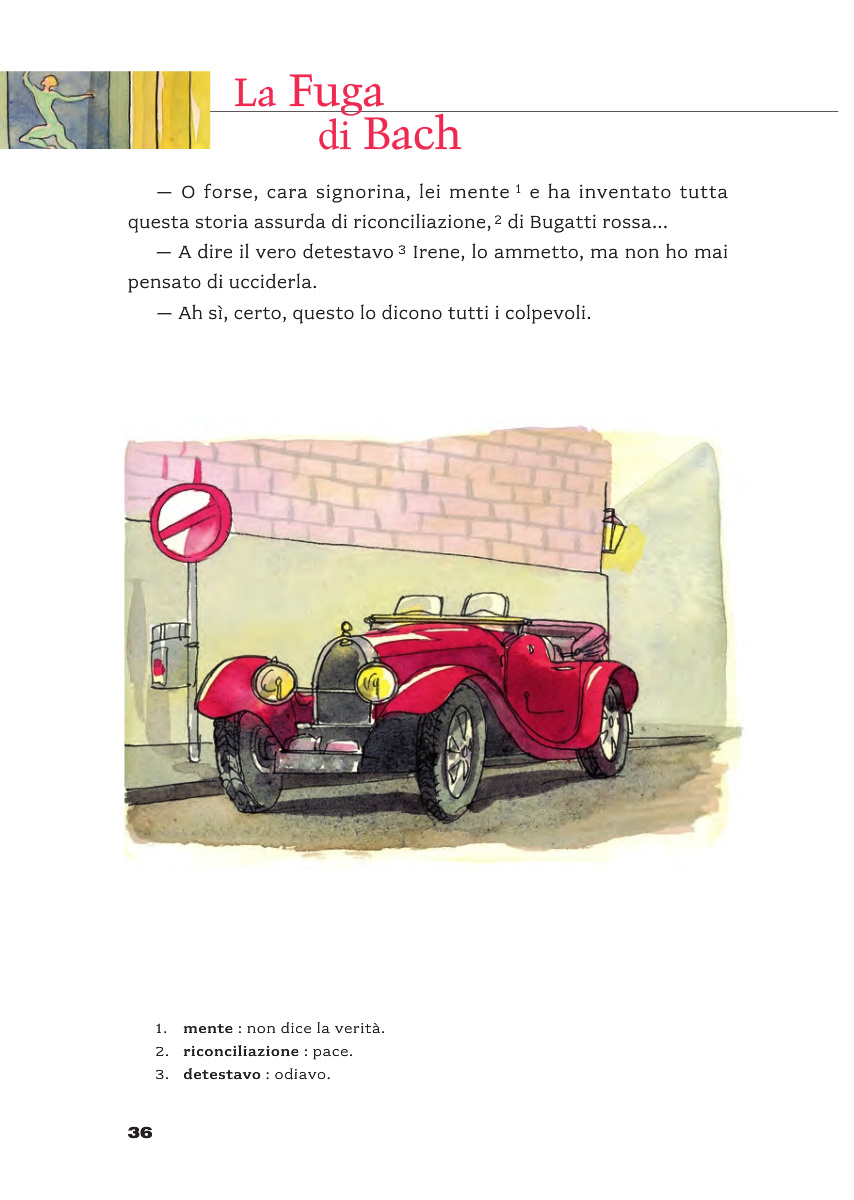 La Fuga
di Bach
— O forse, cara signorina, lei mente 1 e ha inventato tutta
questa storia assurda di riconciliazione, 2 di Bugatti rossa...
— A dire il vero detestavo 3 Irene, lo ammetto, ma non ho mai
pensato di ucciderla.
— Ah sì, certo, questo lo dicono tutti i colpevoli.
1. mente : non dice la verità.
2. riconciliazione : pace.
3. detestavo : odiavo.
36